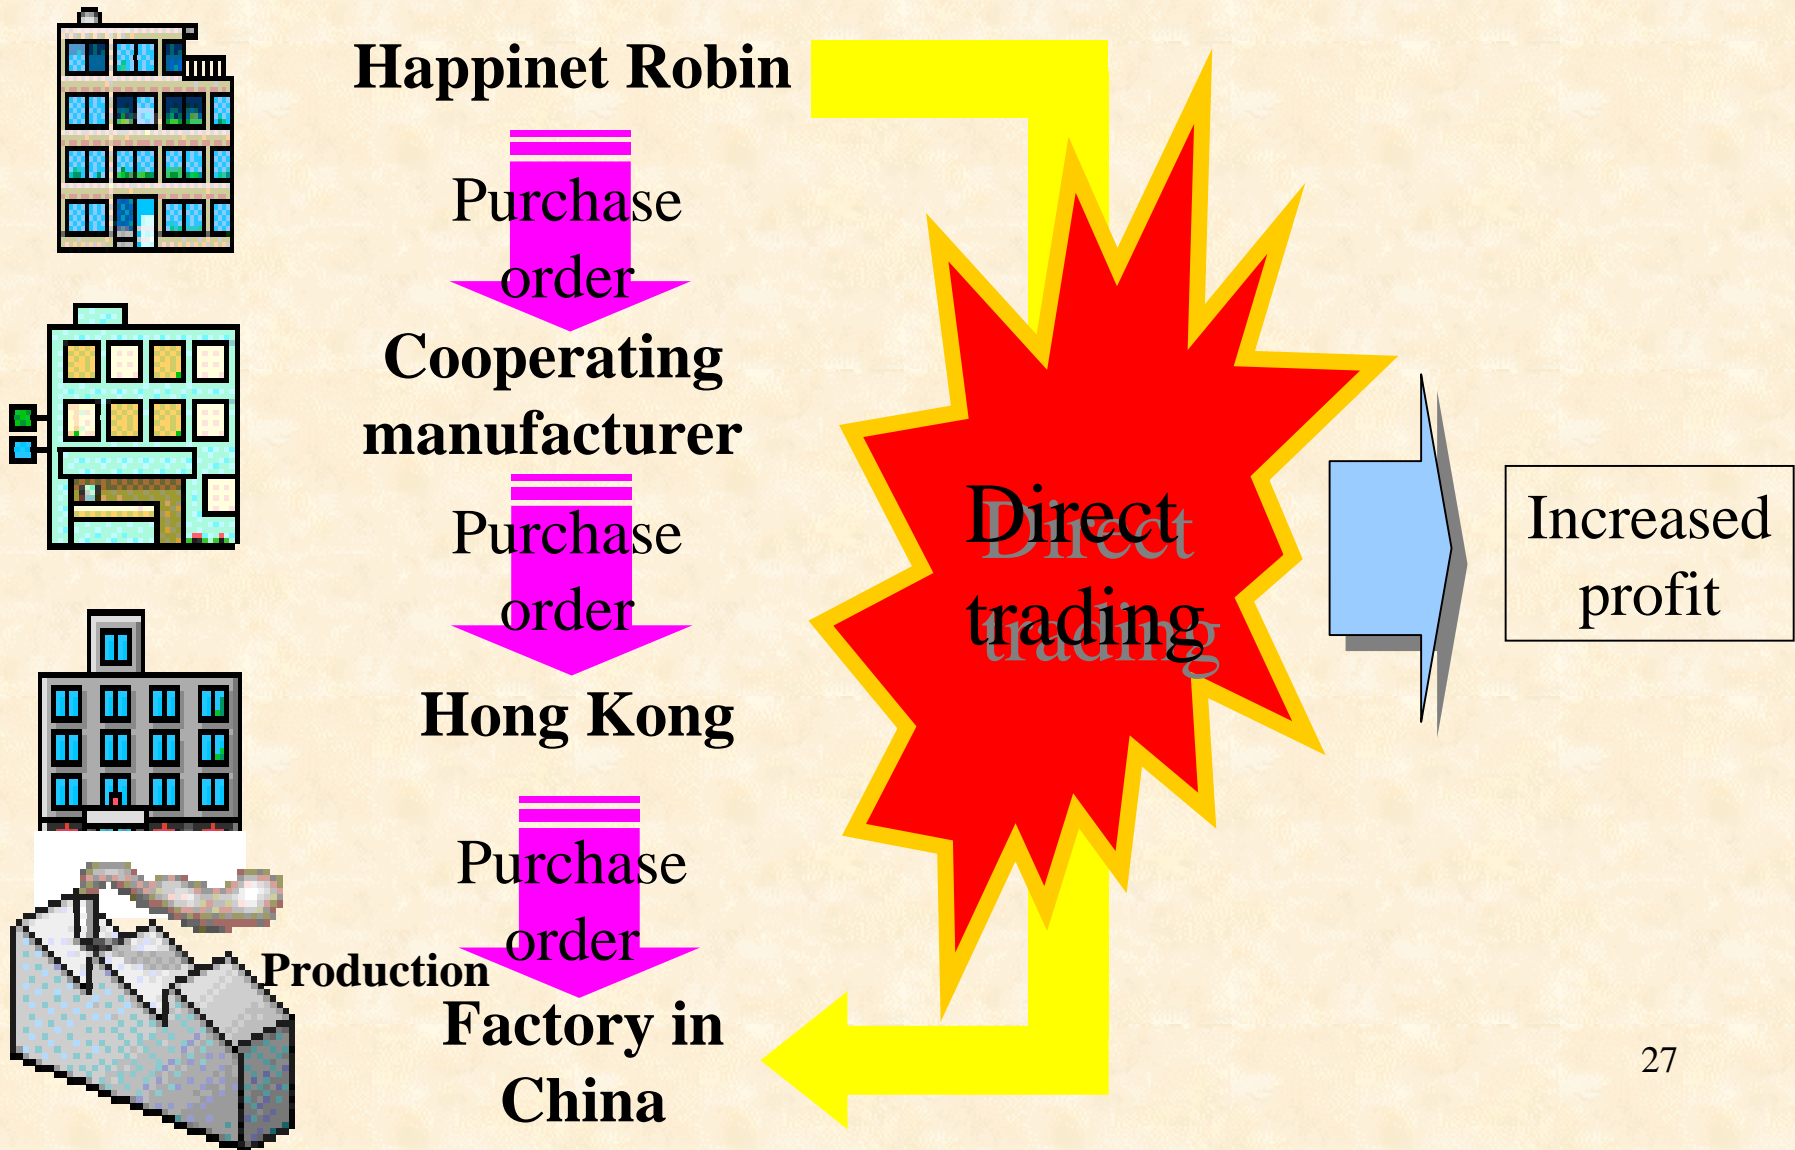 Happinet Robin
Purchase
order
Cooperating
manufacturer
Purchase
order
Hong Kong
Purchase
order
Production
Factory in
China
Direct
trading
Increased
profit
27